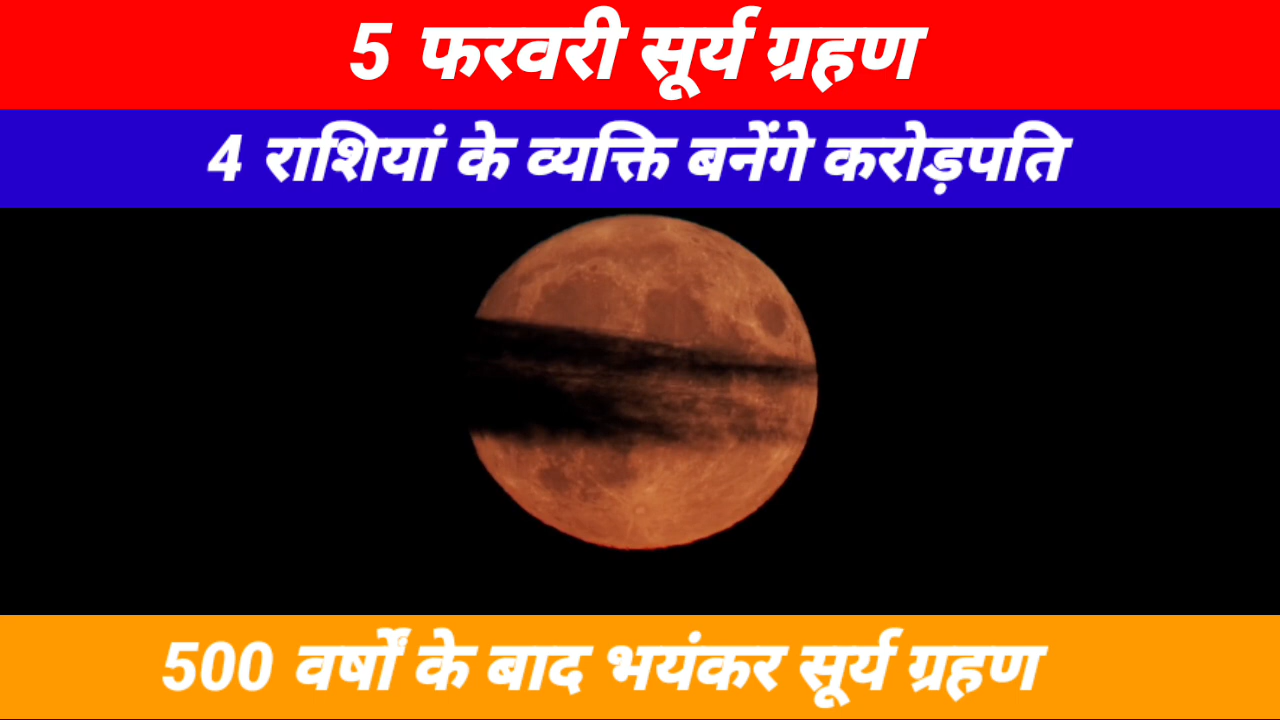 5 फरवरी सूर्य ग्रहण
4 राशियां के व्यक्ति बनेंगे करोड़पति
500 वर्षों के बाद भयंकर सूर्य ग्रहण